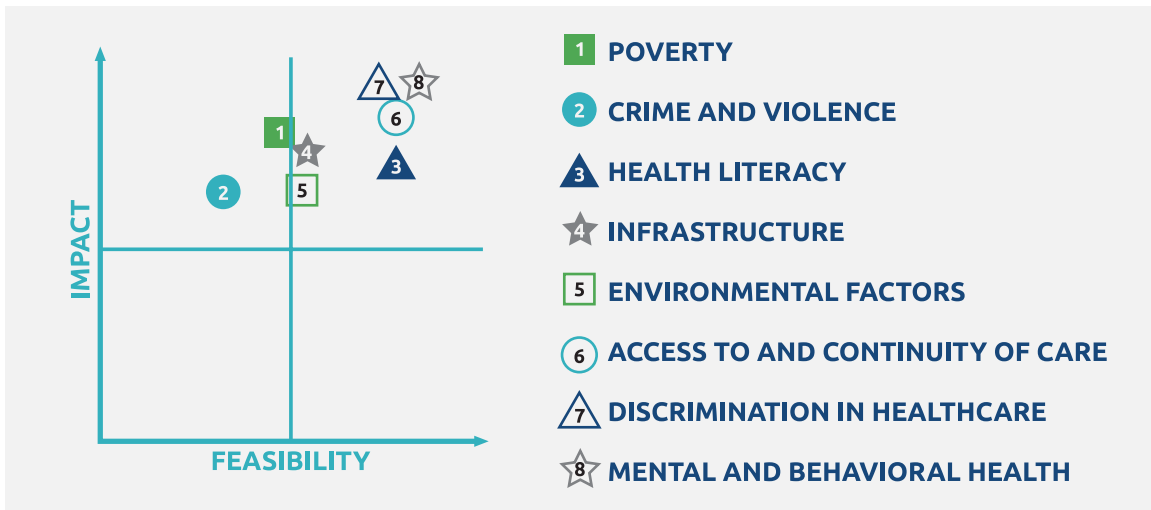 7
8
6
1
4
3
2
5
IMPACT
FEASIBILITY
1 POVERTY
2 CRIME AND VIOLENCE
3 HEALTH LITERACY
4 INFRASTRUCTURE
5 ENVIRONMENTAL FACTORS
6 ACCESS TO AND CONTINUITY OF CARE
7 DISCRIMINATION IN HEALTHCARE
8 MENTAL AND BEHAVIORAL HEALTH